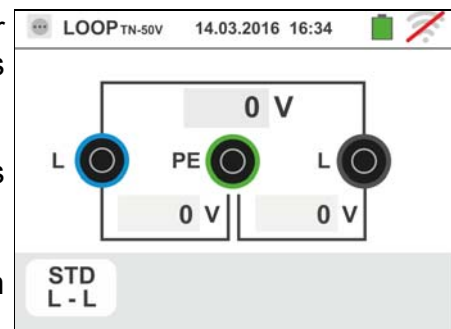 LOOP TN-50V 14.03.2016 16:34
0 V
L PE L
0 V 0 V
STD
L - L